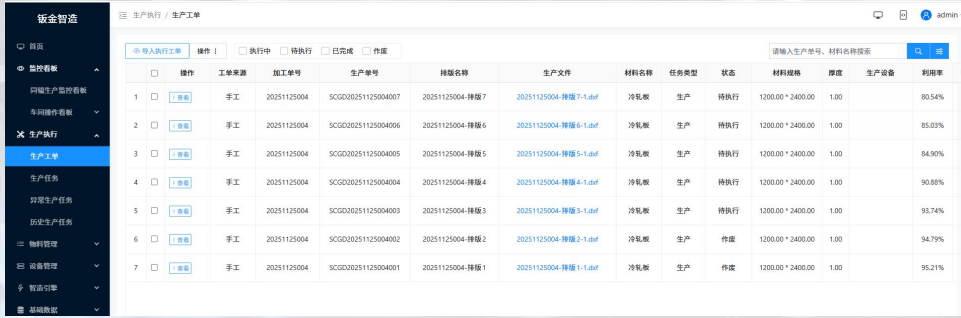 钣金智造
生产执行 / 生产工单
admin
首页
监控看板
车间操作看板
生产执行
生产工单
生产任务
异常生产任务
历史生产任务
物料管理
设备管理
智造引擎
基础数据
导入执行工单 操作 执行中 待执行 已完成 作废 请输入生产单号、材料名称搜索
操作 工单来源 加工单号 生产单号 排版名称 生产文件 材料名称 任务类型 状态 材料规格 厚度 生产设备 利用率
1 查看 手工 20251125004 SCGD20251125004007 20251125004-排版7 20251125004-排版7-1.dxf 冷轧板 生产 待执行 1200.00 * 2400.00 1.00 80.54%
2 查看 手工 20251125004 SCGD20251125004006 20251125004-排版6 20251125004-排版6-1.dxf 冷轧板 生产 待执行 1200.00 * 2400.00 1.00 85.03%
3 查看 手工 20251125004 SCGD20251125004005 20251125004-排版5 20251125004-排版5-1.dxf 冷轧板 生产 待执行 1200.00 * 2400.00 1.00 84.90%
4 查看 手工 20251125004 SCGD20251125004004 20251125004-排版4 20251125004-排版4-1.dxf 冷轧板 生产 待执行 1200.00 * 2400.00 1.00 90.88%
5 查看 手工 20251125004 SCGD20251125004003 20251125004-排版3 20251125004-排版3-1.dxf 冷轧板 生产 待执行 1200.00 * 2400.00 1.00 93.74%
6 查看 手工 20251125004 SCGD20251125004002 20251125004-排版2 20251125004-排版2-1.dxf 冷轧板 生产 作废 1200.00 * 2400.00 1.00 94.79%
7 查看 手工 20251125004 SCGD20251125004001 20251125004-排版1 20251125004-排版1-1.dxf 冷轧板 生产 作废 1200.00 * 2400.00 1.00 95.21%